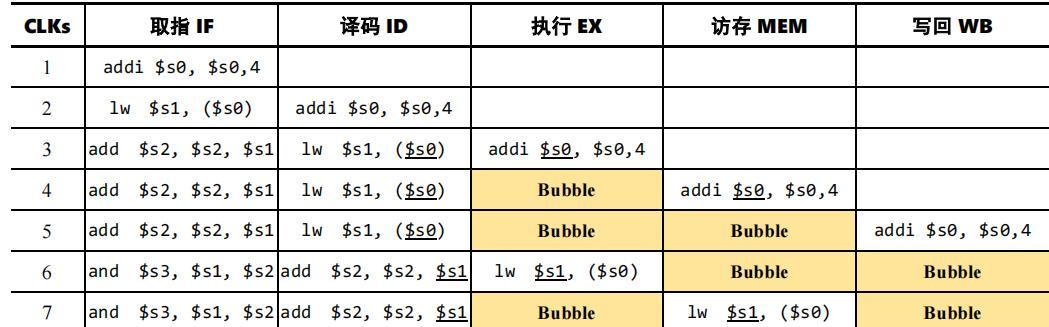 CLKs 取指 IF 译码 ID 执行 EX 访存 MEM 写回 WB
1 addi $s0, $s0,4
2 lw $s1, ($s0) addi $s0, $s0,4
3 add $s2, $s2, $s1 lw $s1, ($s0) addi $s0, $s0,4
4 add $s2, $s2, $s1 lw $s1, ($s0) Bubble addi $s0, $s0,4
5 add $s2, $s2, $s1 lw $s1, ($s0) Bubble Bubble addi $s0, $s0,4
6 and $s3, $s1, $s2 add $s2, $s2, $s1 lw $s1, ($s0) Bubble Bubble
7 and $s3, $s1, $s2 add $s2, $s2, $s1 Bubble lw $s1, ($s0) Bubble